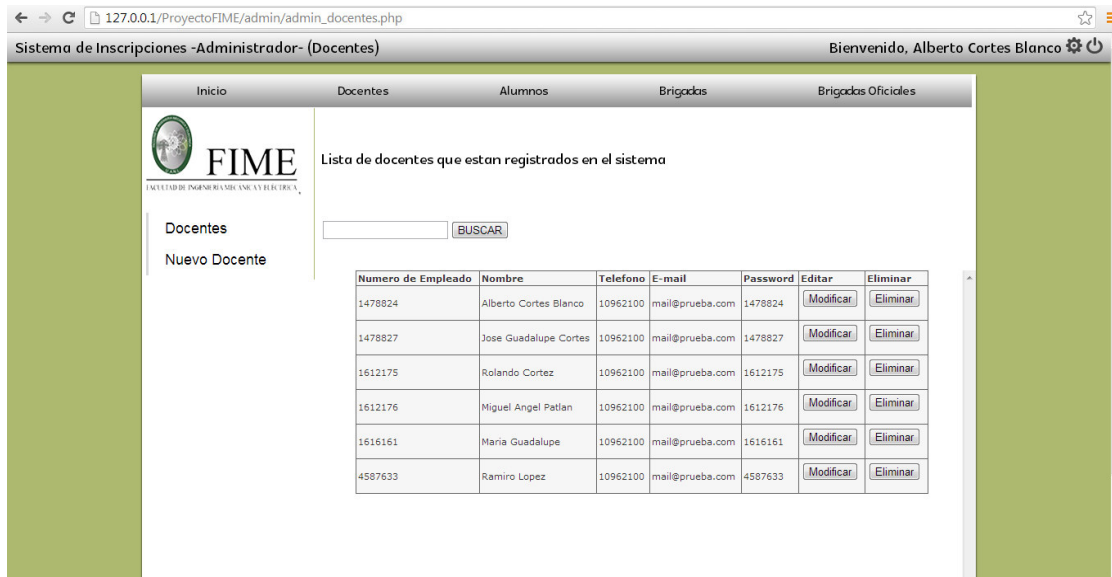 127.0.0.1/ProyectoFIME/admin/admin_docentes.php
Sistema de Inscripciones -Administrador- (Docentes) Bienvenido, Alberto Cortes Blanco
Inicio Docentes Alumnos Brigadas Brigadas Oficiales
FIME
FACULTAD DE INGENIERIA MECANICA Y ELECTRICA
Lista de docentes que estan registrados en el sistema
Docentes
Nuevo Docente
BUSCAR
Numero de Empleado Nombre Telefono E-mail Password Editar Eliminar
1478824 Alberto Cortes Blanco 10962100 mail@prueba.com 1478824 Modificar Eliminar
1478827 Jose Guadalupe Cortes 10962100 mail@prueba.com 1478827 Modificar Eliminar
1612175 Rolando Cortez 10962100 mail@prueba.com 1612175 Modificar Eliminar
1612176 Miguel Angel Patlan 10962100 mail@prueba.com 1612176 Modificar Eliminar
1616161 Maria Guadalupe 10962100 mail@prueba.com 1616161 Modificar Eliminar
4587633 Ramiro Lopez 10962100 mail@prueba.com 4587633 Modificar Eliminar